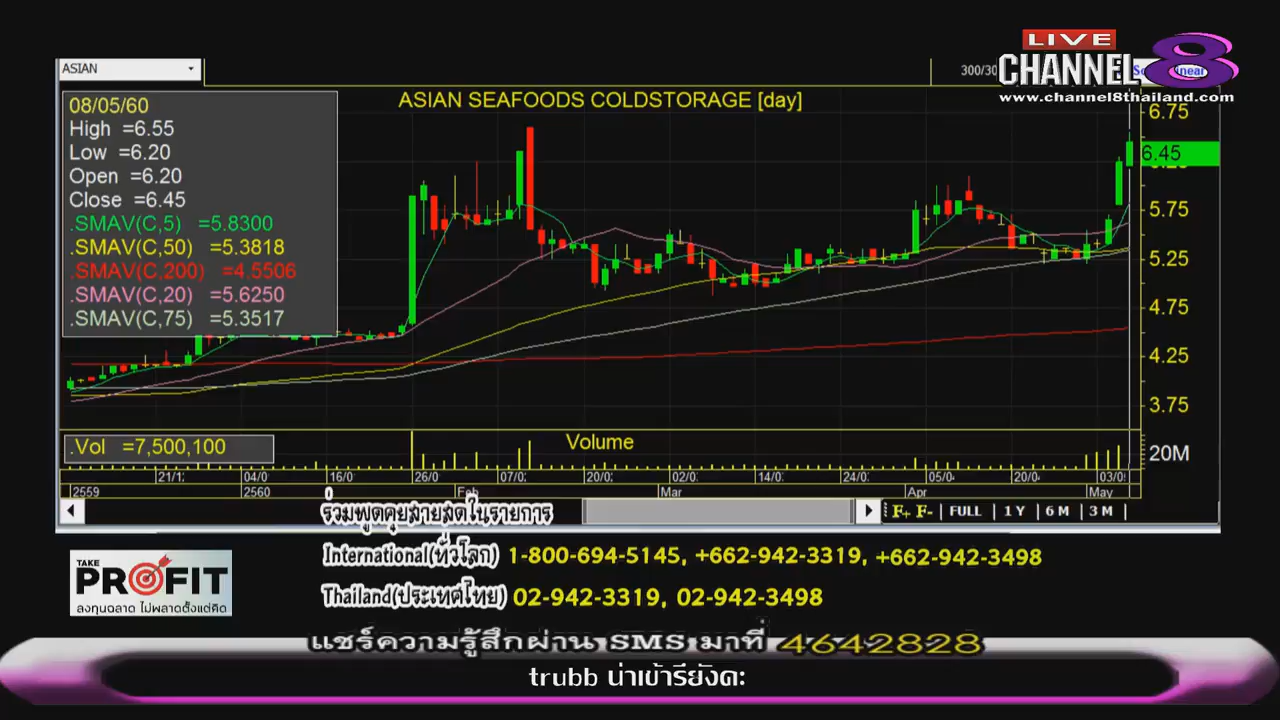 ASIAN
300/30
LIVE
CHANNEL 8
www.channel8thailand.com
ASIAN SEAFOODS COLDSTORAGE [day]
08/05/60
High =6.55
Low =6.20
Open =6.20
Close =6.45
.SMAV(C,5) =5.8300
.SMAV(C,50) =5.3818
.SMAV(C,200) =4.5506
.SMAV(C,20) =5.6250
.SMAV(C,75) =5.3517
6.75
6.45
5.75
5.25
4.75
4.25
3.75
.Vol =7,500,100
Volume
20M
21/1: 04/0 16/0 26/0 07/0: 20/0: 02/0: 14/0: 24/0: 05/0 20/0 03/0
2559 2560 Feb Mar Apr May
F+ F- FULL 1 Y 6 M 3 M
ร่วมพูดคุยสายสดในรายการ
International(ทั่วโลก) 1-800-694-5145, +662-942-3319, +662-942-3498
Thailand(ประเทศไทย) 02-942-3319, 02-942-3498
TAKE
PROFIT
ลงทุนฉลาด ไม่พลาดตั้งแต่คิด
แชร์ความรู้สึกผ่าน SMS มาที่ 4642828
trubb น่าเข้ารึยังคะ